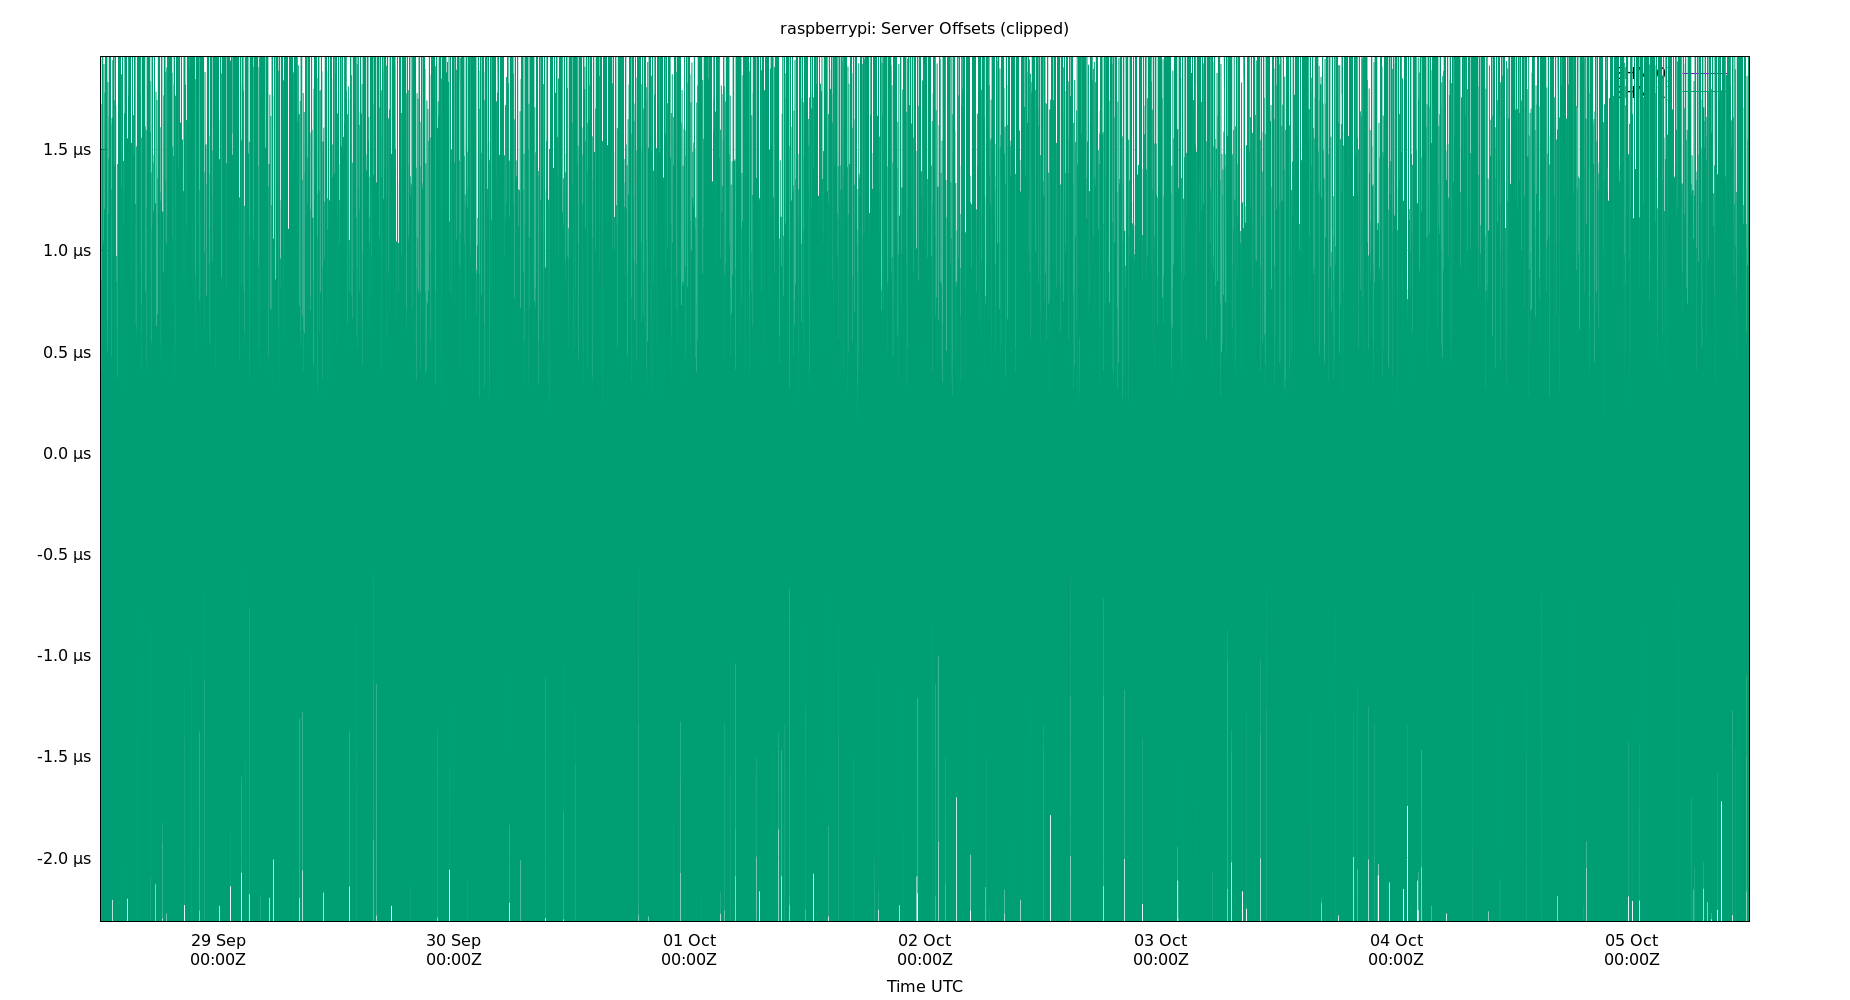 raspberrypi: Server Offsets (clipped)
1.5 µs
1.0 µs
0.5 µs
0.0 µs
-0.5 µs
-1.0 µs
-1.5 µs
-2.0 µs
29 Sep 30 Sep 01 Oct 02 Oct 03 Oct 04 Oct 05 Oct
00:00Z 00:00Z 00:00Z 00:00Z 00:00Z 00:00Z 00:00Z
Time UTC